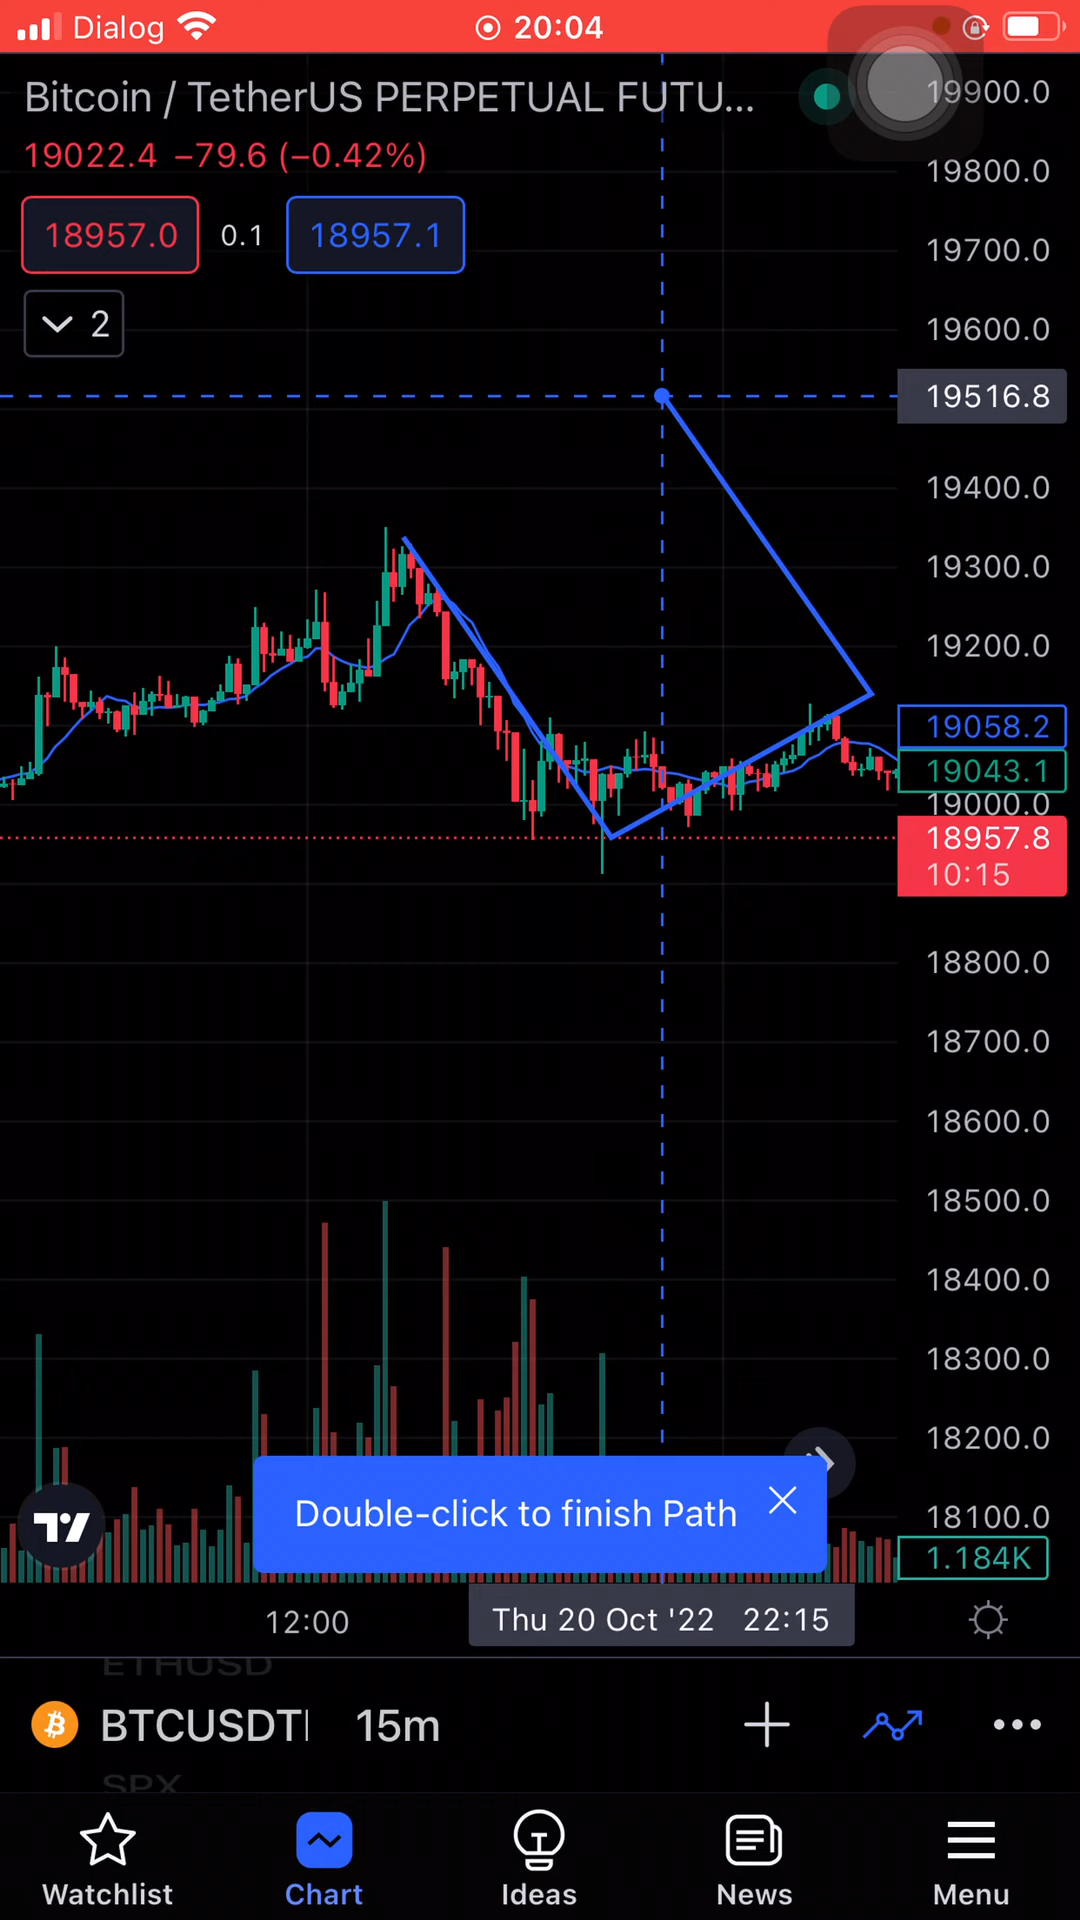 Dialog 20:04
Bitcoin / TetherUS PERPETUAL FUTU...
19022.4 −79.6 (−0.42%)
18957.0 0.1 18957.1
2
19900.0
19800.0
19700.0
19600.0
19516.8
19400.0
19300.0
19200.0
19058.2
19043.1
19000.0
18957.8
10:15
18800.0
18700.0
18600.0
18500.0
18400.0
18300.0
18200.0
18100.0
1.184K
Double-click to finish Path
12:00 Thu 20 Oct '22 22:15
ETHUSD
BTCUSDT 15m
SPX
Watchlist Chart Ideas News Menu